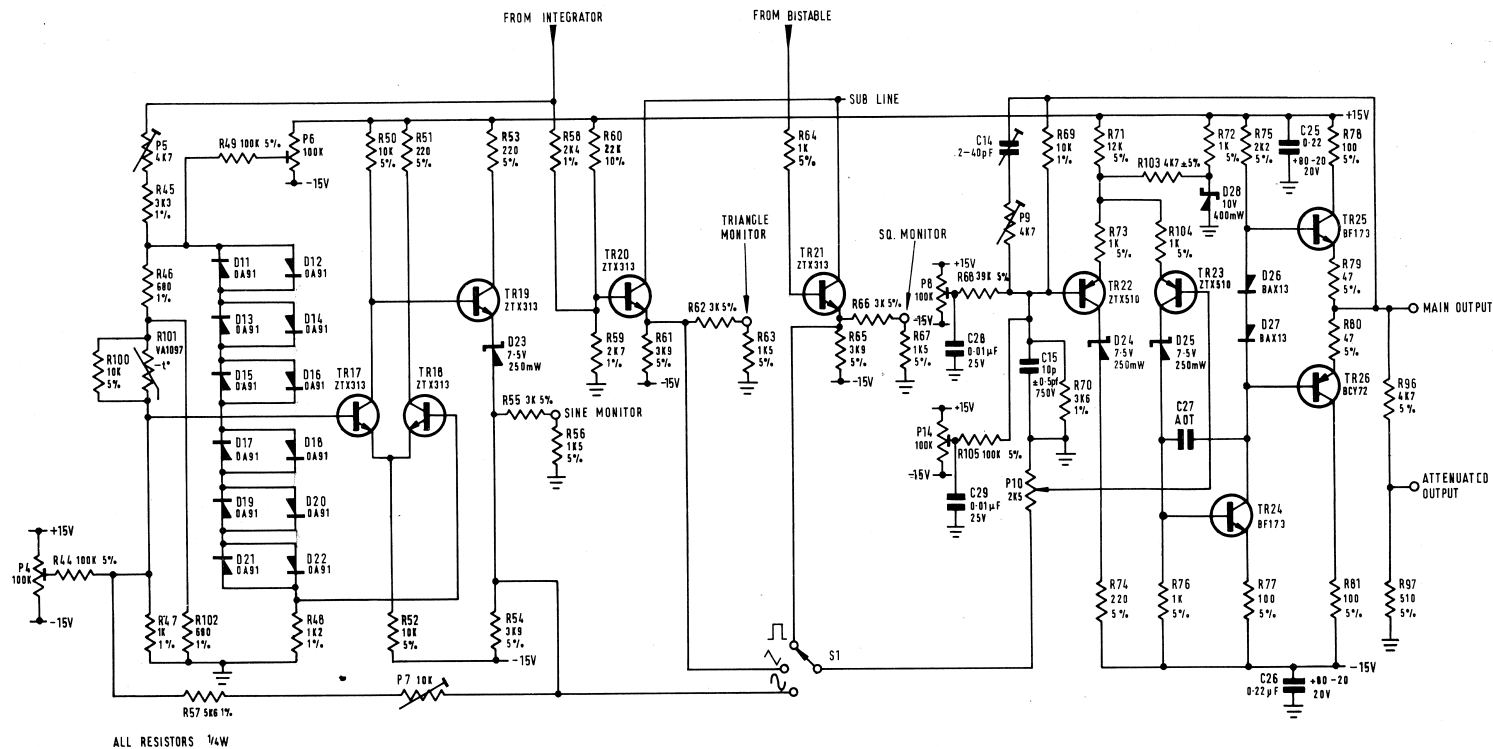 FROM INTEGRATOR
FROM BISTABLE
SUB LINE
+15V
P5
4K7
R49 100K 5%
P6
100K
-15V
R50
10K
5%
R51
220
5%
R53
220
5%
R58
2K4
1%
R60
22K
10%
R64
1K
5%
C14
2-40pF
R69
10K
1%
R71
12K
5%
R72
1K
5%
R75
2K2
5%
C25
0·22
+80-20
20V
R78
100
5%
R103 4K7 ±5%
D28
10V
400mW
R45
3K3
1%
P9
4K7
TRIANGLE
MONITOR
SQ. MONITOR
R73
1K
5%
R104
1K
5%
TR25
BF173
D11
OA91
D12
OA91
R46
680
1%
TR20
ZTX313
TR21
ZTX313
+15V
P8
100K
-15V
R68 39K 5%
TR22
ZTX510
TR23
ZTX510
D26
BAX13
R79
47
5%
TR19
ZTX313
D13
OA91
D14
OA91
R62 3K 5%
R66 3K 5%
MAIN OUTPUT
R101
VA1097
-t°
R100
10K
5%
R59
2K7
1%
R61
3K9
5%
-15V
R63
1K5
5%
R65
3K9
5%
-15V
R67
1K5
5%
C28
0·01µF
25V
C15
10p
±0·5pf
750V
R70
3K6
1%
D24
7·5V
250mW
D25
7·5V
250mW
D27
BAX13
R80
47
5%
D23
7·5V
250mW
D15
OA91
D16
OA91
TR17
ZTX313
TR18
ZTX313
TR26
BCY72
R96
4K7
5%
R55 3K 5%
SINE MONITOR
R56
1K5
5%
+15V
P14
100K
-15V
R105 100K 5%
C27
AOT
D17
OA91
D18
OA91
C29
0·01µF
25V
P10
2K5
ATTENUATED
OUTPUT
D19
OA91
D20
OA91
TR24
BF173
+15V
P4
100K
-15V
R44 100K 5%
D21
OA91
D22
OA91
R47
1K
1%
R102
680
1%
R48
1K2
1%
R52
10K
5%
R54
3K9
5%
-15V
R74
220
5%
R76
1K
5%
R77
100
5%
R81
100
5%
R97
510
5%
S1
-15V
C26
0·22µF
+80-20
20V
P7 10K
R57 5K6 1%
ALL RESISTORS 1/4W